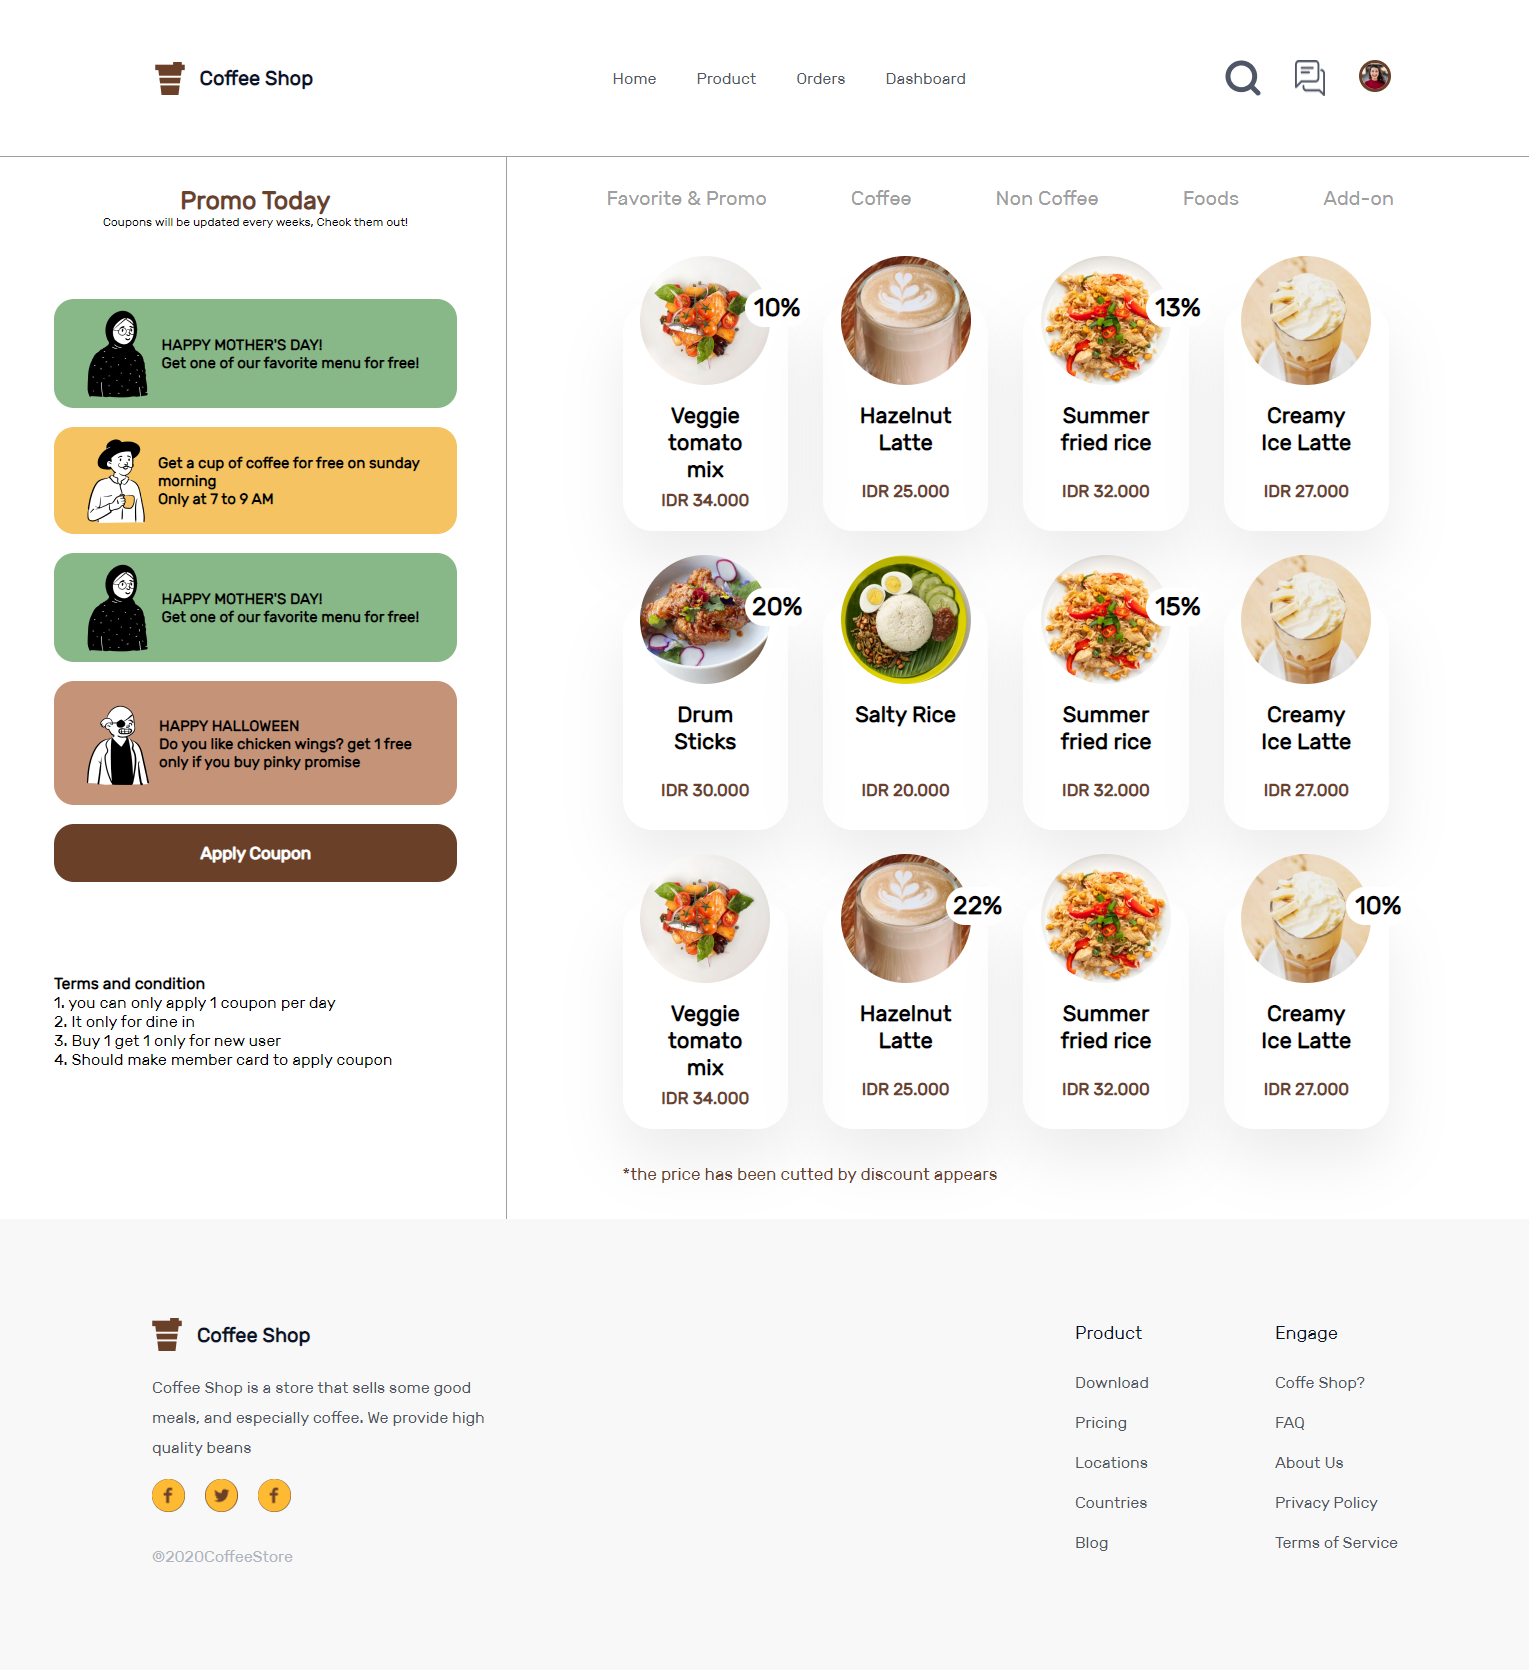 Coffee Shop
Home
Product
Orders
Dashboard
Promo Today
Coupons will be updated every weeks, Check them out!
HAPPY MOTHER'S DAY!
Get one of our favorite menu for free!
Get a cup of coffee for free on sunday
morning
Only at 7 to 9 AM
HAPPY MOTHER'S DAY!
Get one of our favorite menu for free!
HAPPY HALLOWEEN
Do you like chicken wings? get 1 free
only if you buy pinky promise
Apply Coupon
Terms and condition
1. you can only apply 1 coupon per day
2. It only for dine in
3. Buy 1 get 1 only for new user
4. Should make member card to apply coupon
Favorite & Promo
Coffee
Non Coffee
Foods
Add-on
10%
Veggie
tomato
mix
IDR 34.000
Hazelnut
Latte
IDR 25.000
13%
Summer
fried rice
IDR 32.000
Creamy
Ice Latte
IDR 27.000
20%
Drum
Sticks
IDR 30.000
Salty Rice
IDR 20.000
15%
Summer
fried rice
IDR 32.000
Creamy
Ice Latte
IDR 27.000
Veggie
tomato
mix
IDR 34.000
22%
Hazelnut
Latte
IDR 25.000
Summer
fried rice
IDR 32.000
10%
Creamy
Ice Latte
IDR 27.000
*the price has been cutted by discount appears
Coffee Shop
Coffee Shop is a store that sells some good
meals, and especially coffee. We provide high
quality beans
©2020CoffeeStore
Product
Download
Pricing
Locations
Countries
Blog
Engage
Coffe Shop?
FAQ
About Us
Privacy Policy
Terms of Service